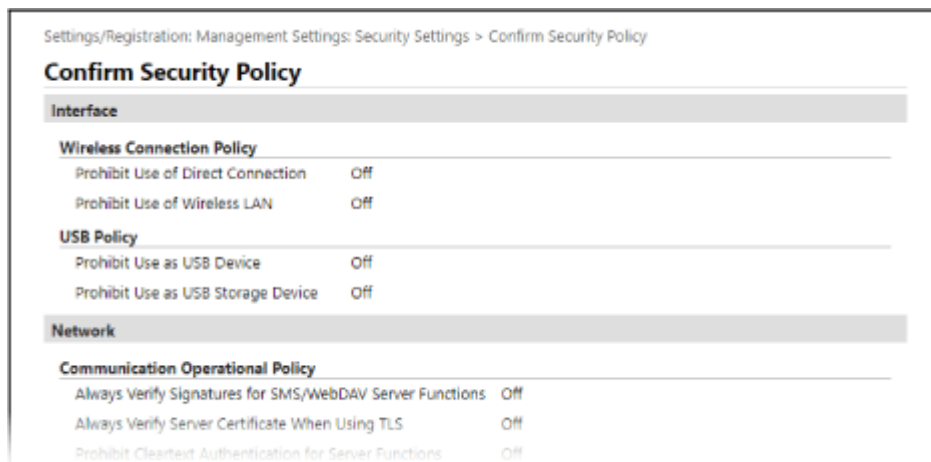 Settings/Registration: Management Settings: Security Settings > Confirm Security Policy
Confirm Security Policy
Interface
Wireless Connection Policy
Prohibit Use of Direct Connection Off
Prohibit Use of Wireless LAN Off
USB Policy
Prohibit Use as USB Device Off
Prohibit Use as USB Storage Device Off
Network
Communication Operational Policy
Always Verify Signatures for SMS/WebDAV Server Functions Off
Always Verify Server Certificate When Using TLS Off
Prohibit Cleartext Authentication for Server Functions Off